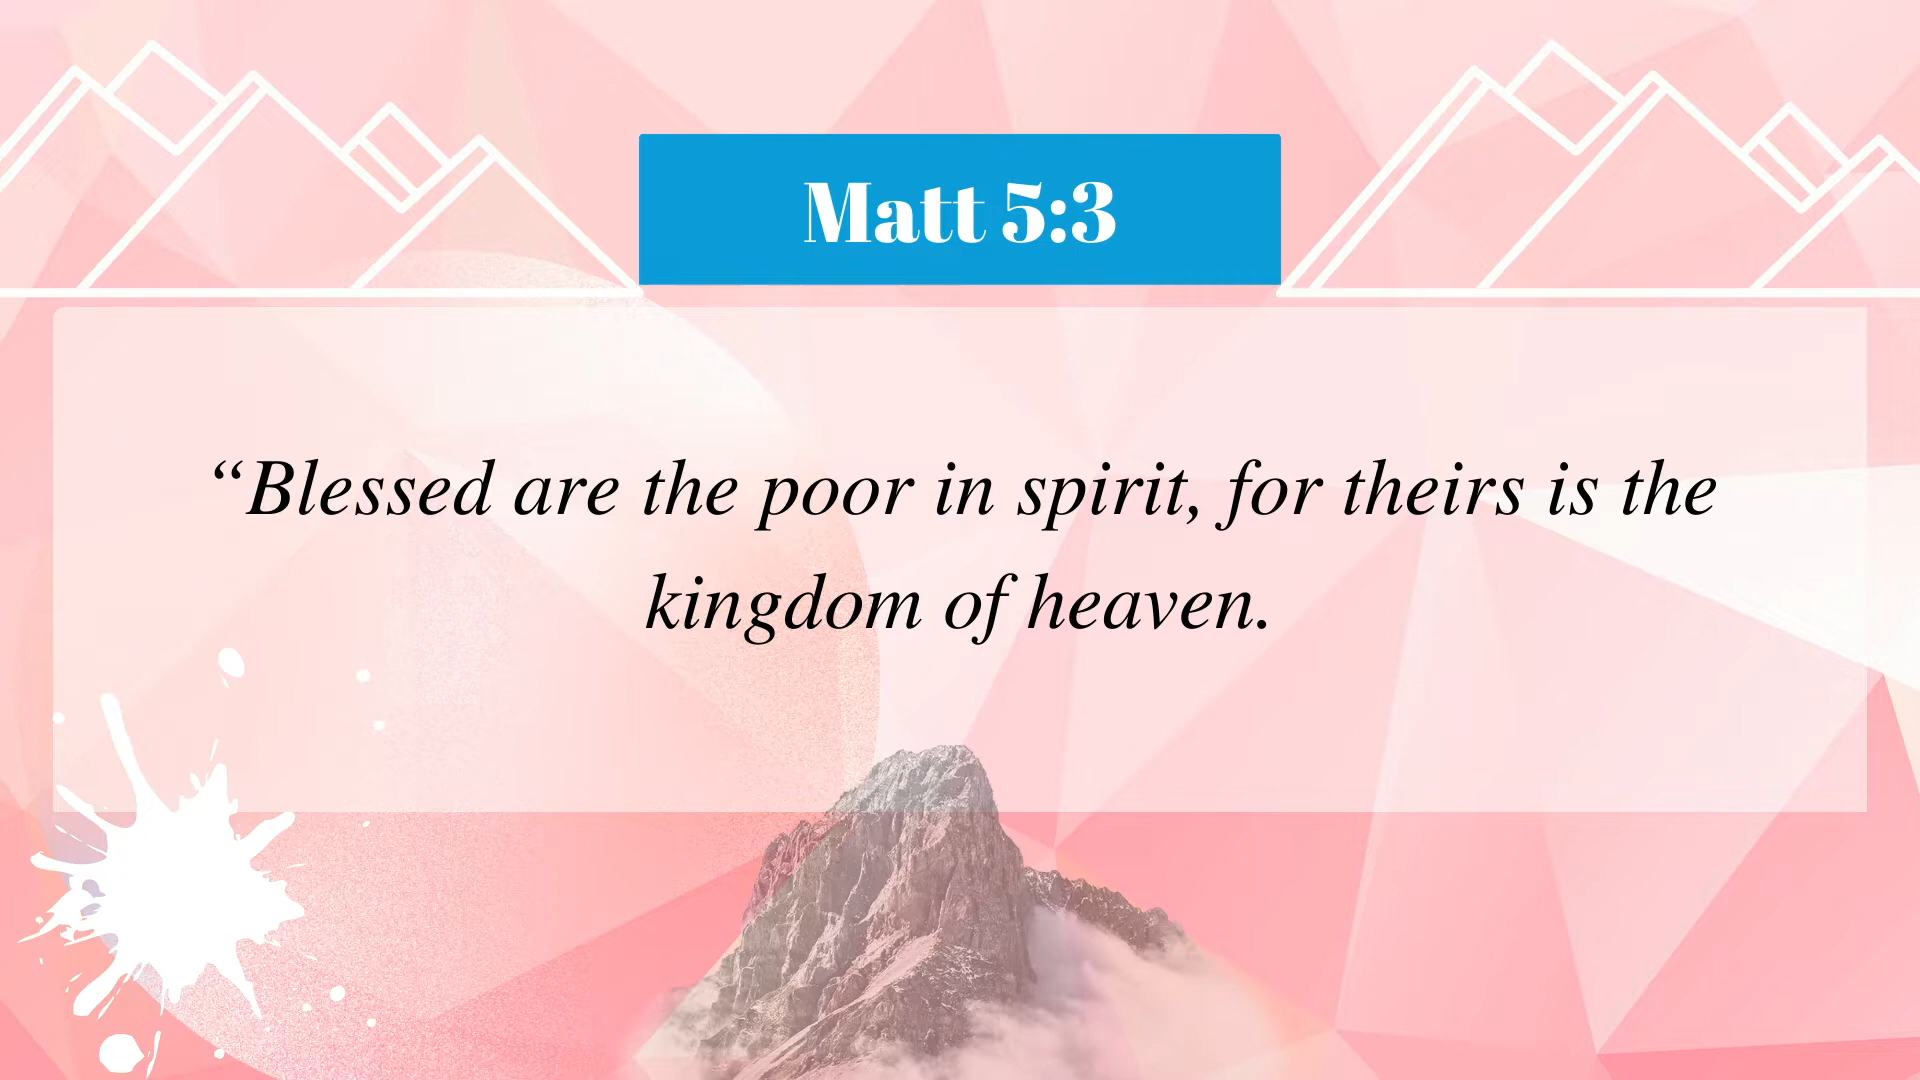 Matt 5:3
“Blessed are the poor in spirit, for theirs is the
kingdom of heaven.